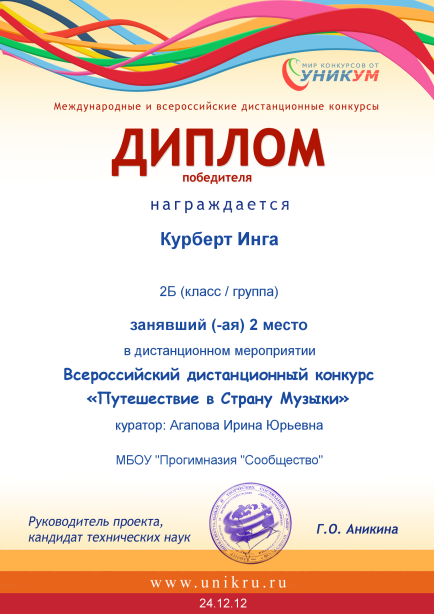 МИР КОНКУРСОВ ОТ
УНИКУМ
Международные и всероссийские дистанционные конкурсы
ДИПЛОМ
победителя
награждается
Курберт Инга
2Б (класс / группа)
занявший (-ая) 2 место
в дистанционном мероприятии
Всероссийский дистанционный конкурс
«Путешествие в Страну Музыки»
куратор: Агапова Ирина Юрьевна
МБОУ "Прогимназия "Сообщество"
Руководитель проекта,
кандидат технических наук
Г.О. Аникина
www.unikru.ru
24.12.12